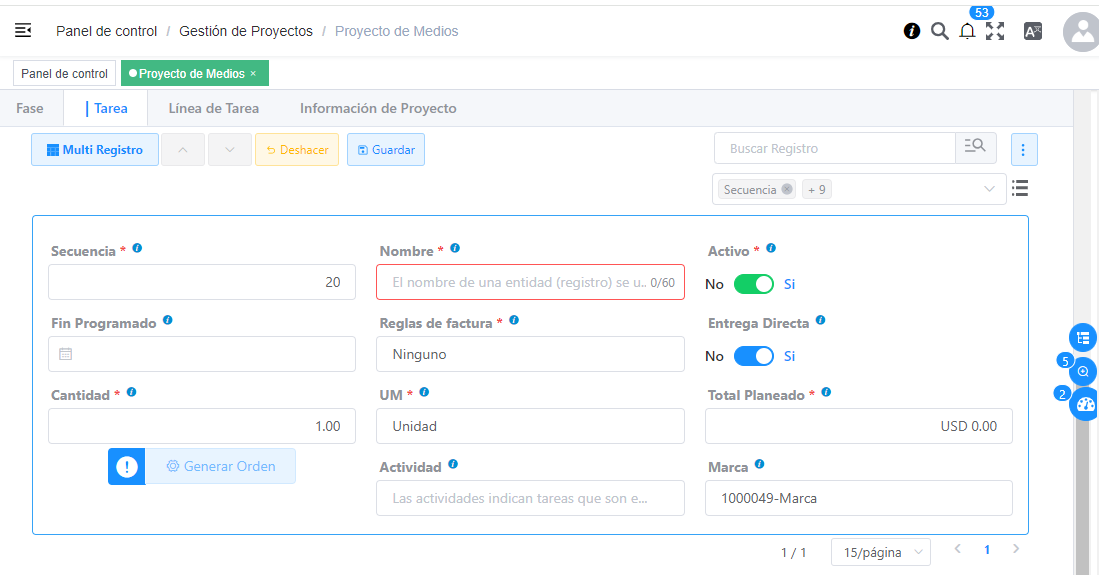 53
Panel de control / Gestión de Proyectos / Proyecto de Medios
Panel de control
Proyecto de Medios ×
Fase
Tarea
Línea de Tarea
Información de Proyecto
Multi Registro
Deshacer
Guardar
Buscar Registro
Secuencia
+ 9
Secuencia *
Nombre *
Activo *
20
El nombre de una entidad (registro) se u.. 0/60
No Si
Fin Programado
Reglas de factura *
Entrega Directa
Ninguno
No Si
Cantidad *
UM *
Total Planeado *
1.00
Unidad
USD 0.00
Generar Orden
Actividad
Marca
Las actividades indican tareas que son e...
1000049-Marca
5
2
1 / 1
15/página
1